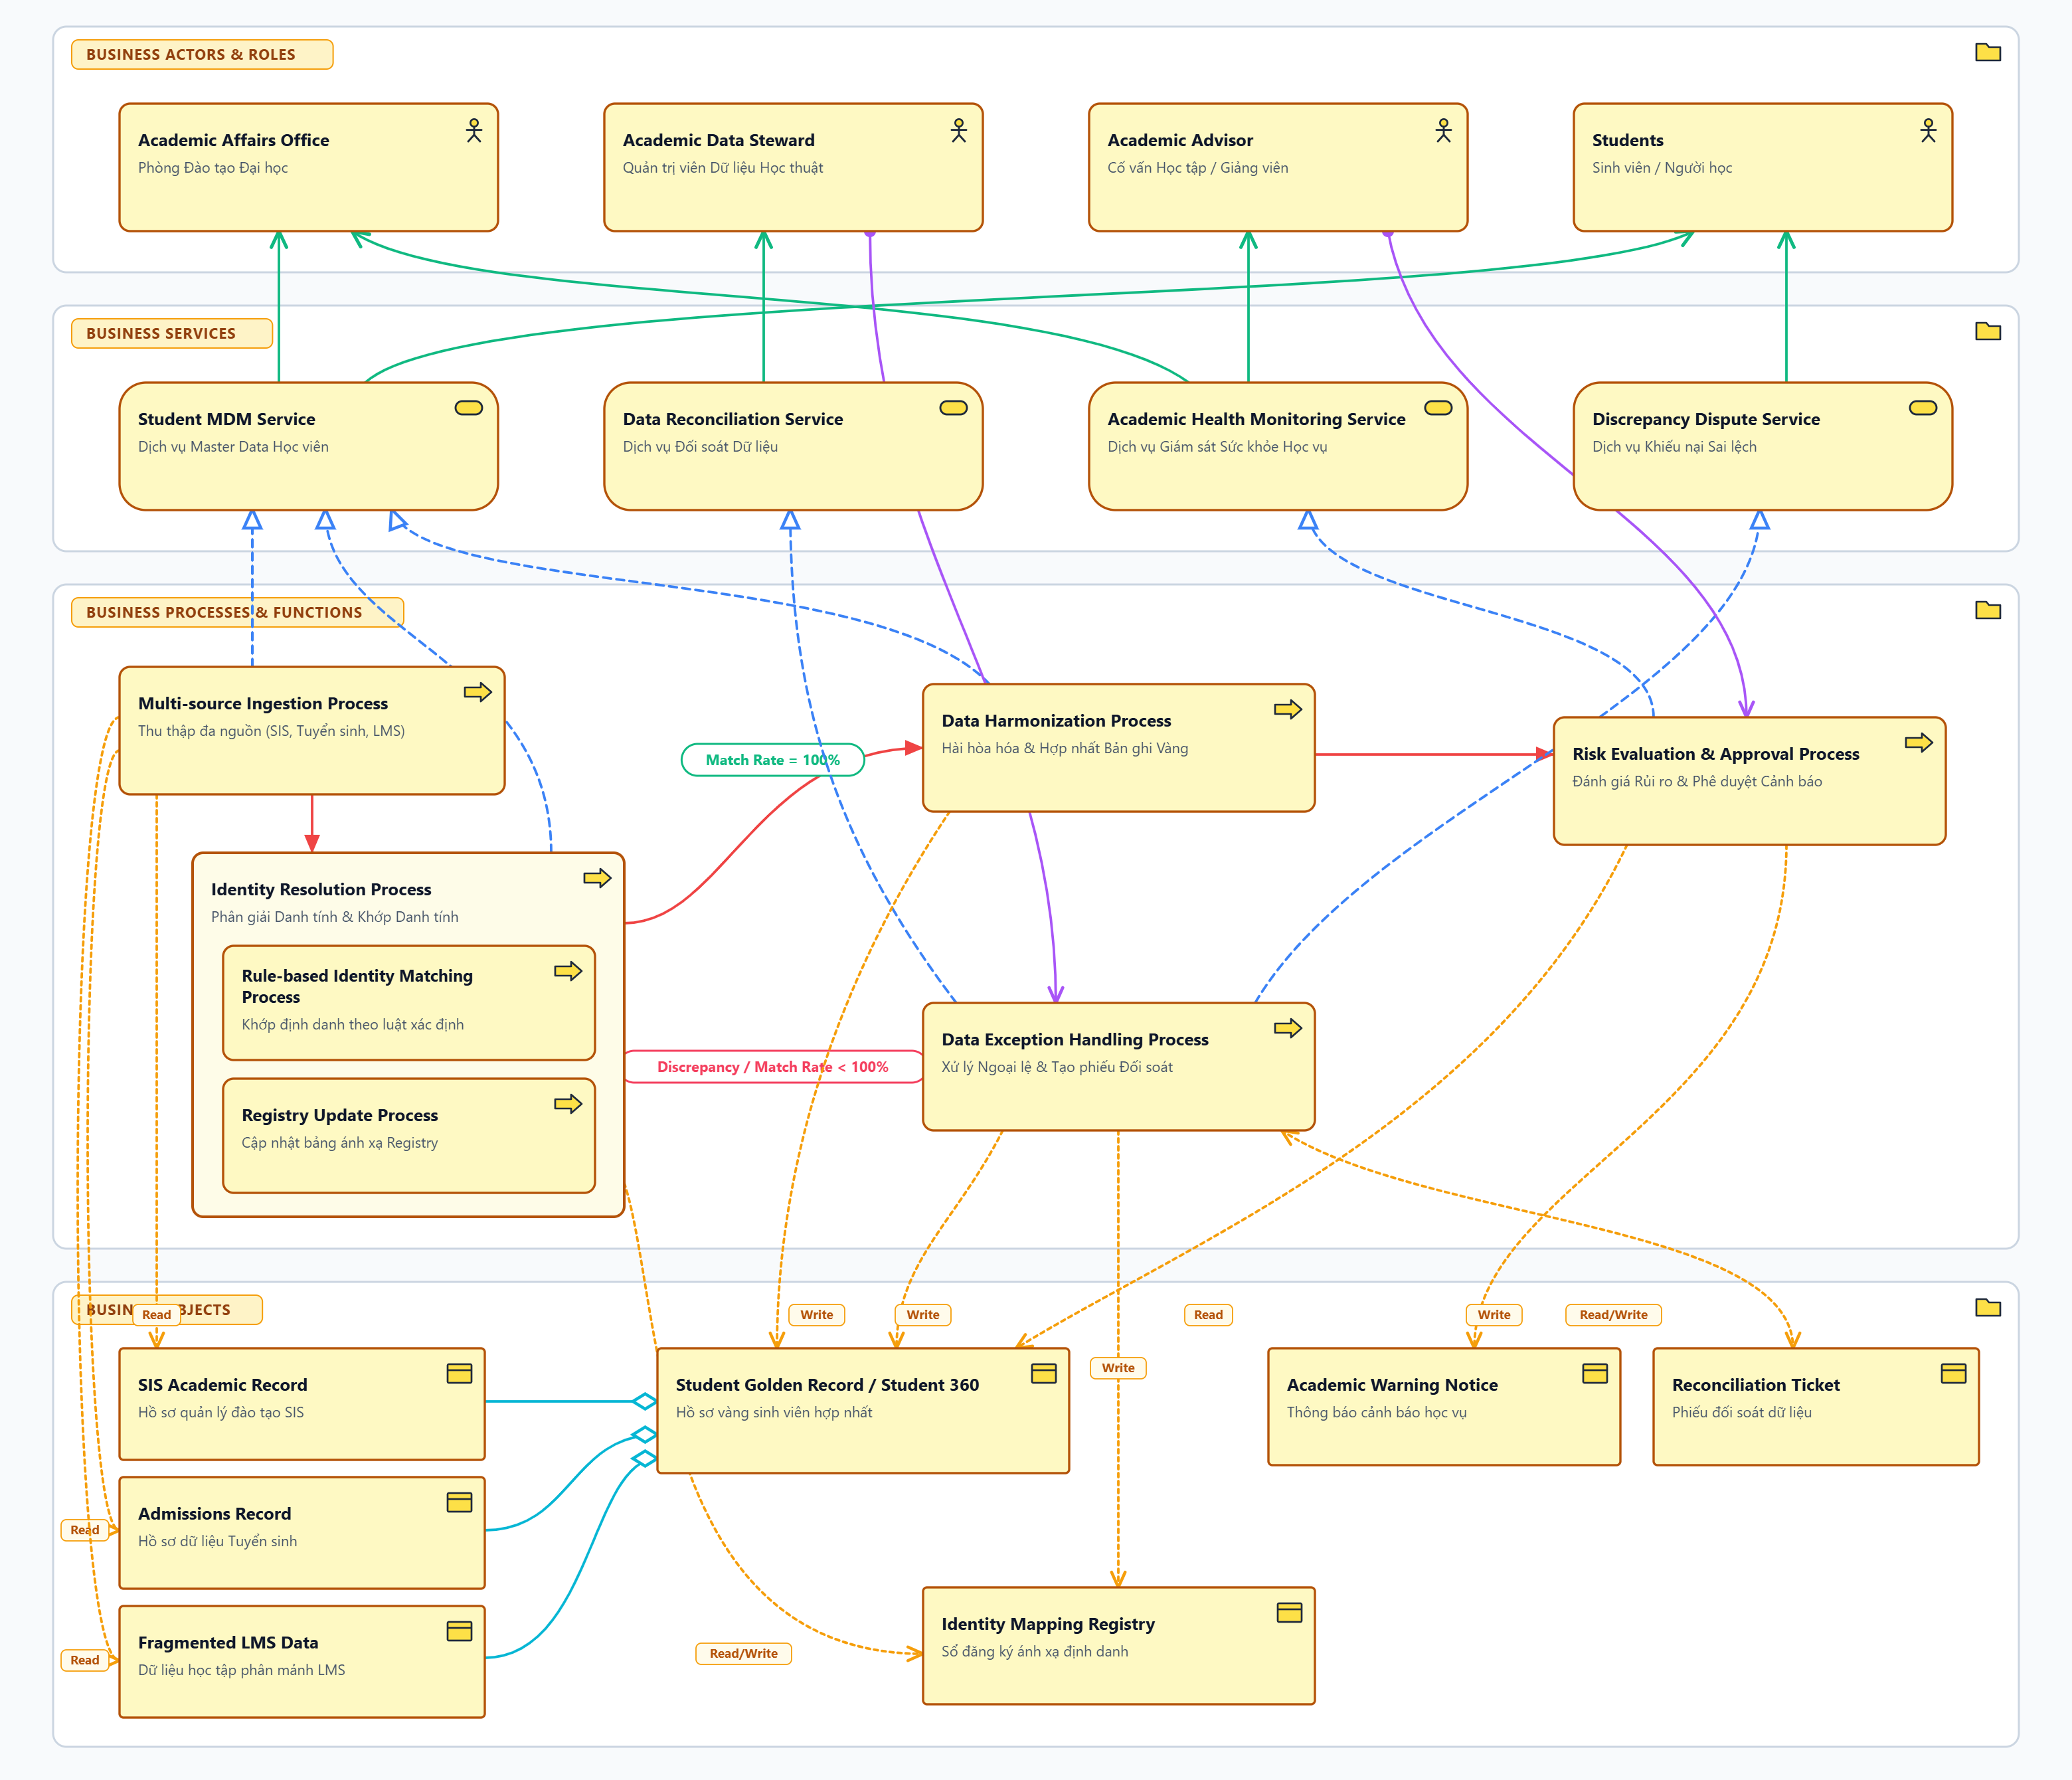 BUSINESS ACTORS & ROLES
Academic Affairs Office
Phòng Đào tạo Đại học
Academic Data Steward
Quản trị viên Dữ liệu Học thuật
Academic Advisor
Cố vấn Học tập / Giảng viên
Students
Sinh viên / Người học
BUSINESS SERVICES
Student MDM Service
Dịch vụ Master Data Học viên
Data Reconciliation Service
Dịch vụ Đối soát Dữ liệu
Academic Health Monitoring Service
Dịch vụ Giám sát Sức khỏe Học vụ
Discrepancy Dispute Service
Dịch vụ Khiếu nại Sai lệch
BUSINESS PROCESSES & FUNCTIONS
Multi-source Ingestion Process
Thu thập đa nguồn (SIS, Tuyển sinh, LMS)
Match Rate = 100%
Data Harmonization Process
Hài hòa hóa & Hợp nhất Bản ghi Vàng
Risk Evaluation & Approval Process
Đánh giá Rủi ro & Phê duyệt Cảnh báo
Identity Resolution Process
Phân giải Danh tính & Khớp Danh tính
Rule-based Identity Matching
Process
Khớp định danh theo luật xác định
Registry Update Process
Cập nhật bảng ánh xạ Registry
Discrepancy / Match Rate < 100%
Data Exception Handling Process
Xử lý Ngoại lệ & Tạo phiếu Đối soát
BUSINESS OBJECTS
Read
Write
Write
Read
Write
Read/Write
Write
SIS Academic Record
Hồ sơ quản lý đào tạo SIS
Student Golden Record / Student 360
Hồ sơ vàng sinh viên hợp nhất
Academic Warning Notice
Thông báo cảnh báo học vụ
Reconciliation Ticket
Phiếu đối soát dữ liệu
Read
Admissions Record
Hồ sơ dữ liệu Tuyển sinh
Read
Fragmented LMS Data
Dữ liệu học tập phân mảnh LMS
Read/Write
Identity Mapping Registry
Sổ đăng ký ánh xạ định danh